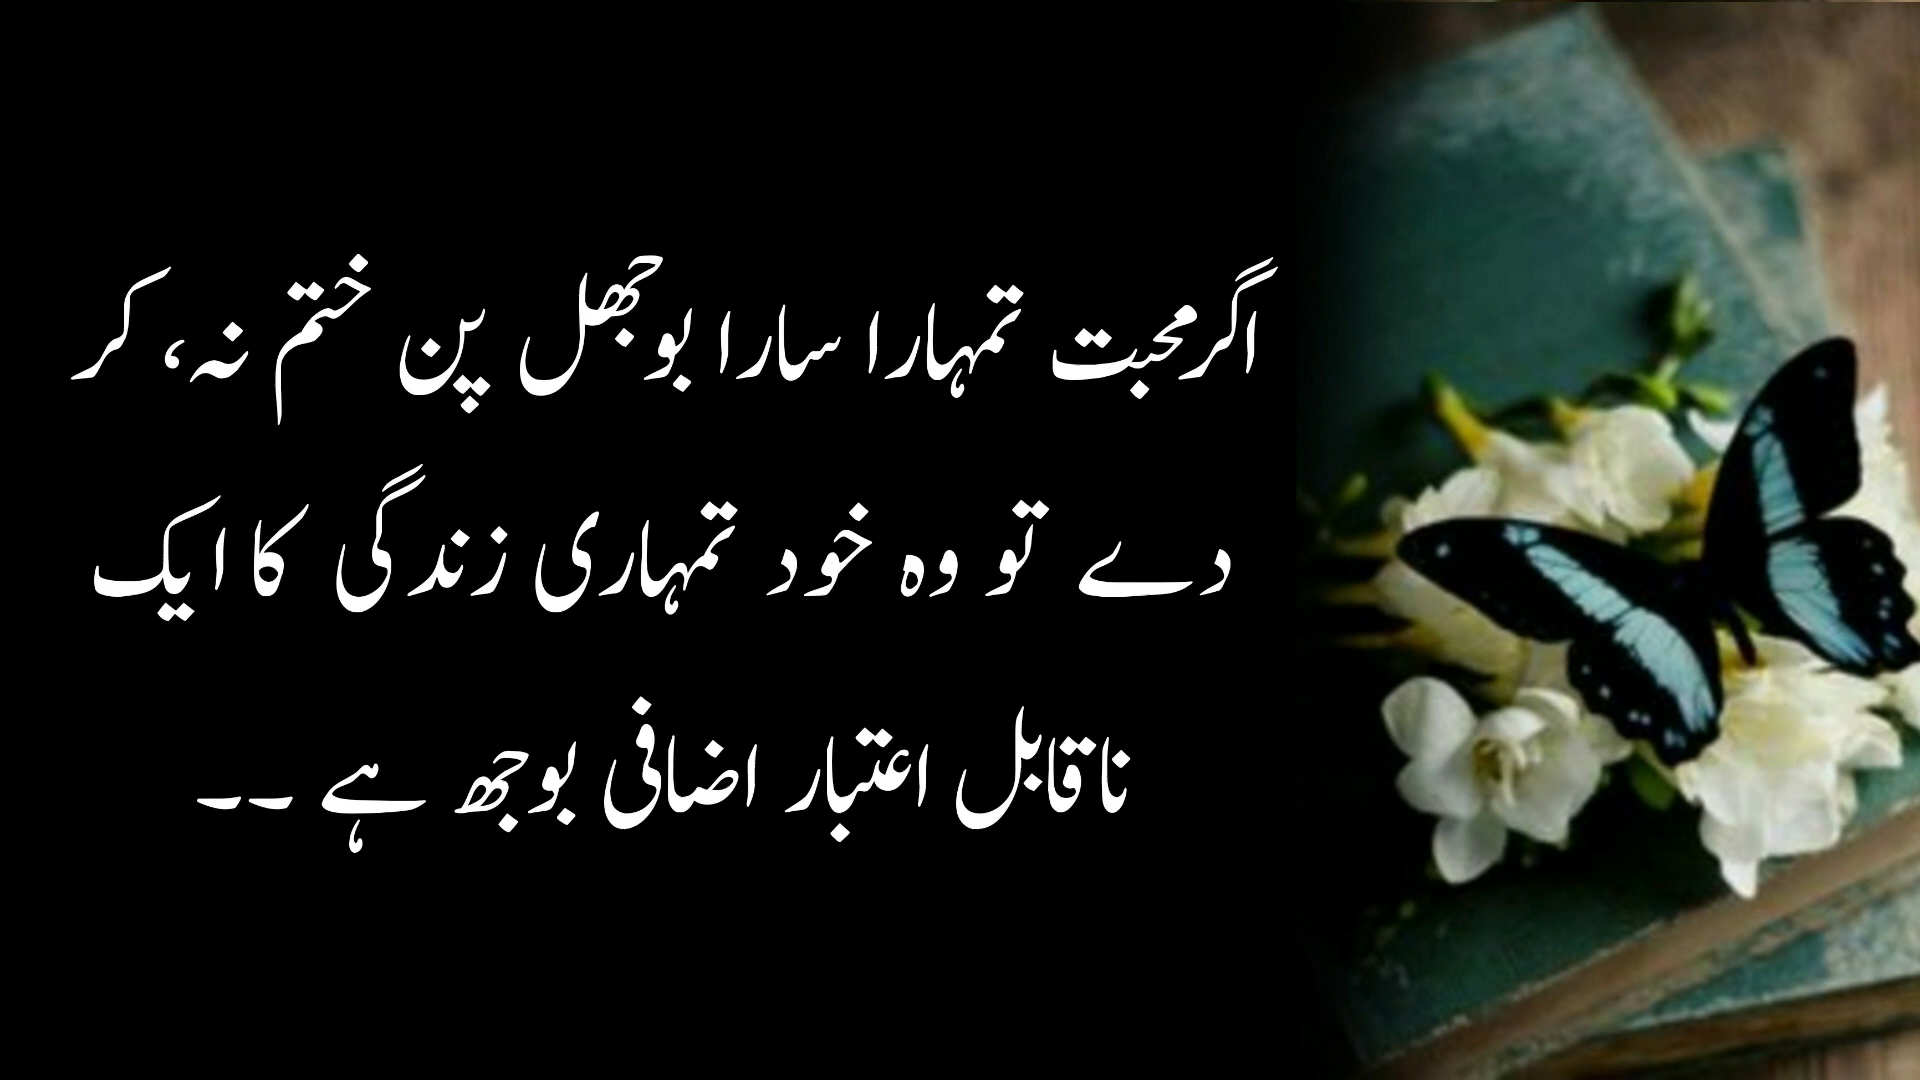 اگرمحبت تمہارا سارا بوجھل پن ختم نہ، کر
دے تو وہ خود تمہاری زندگی کا ایک
ناقابل اعتبار اضافی بوجھ ہے ۔۔